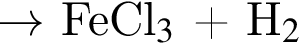 → FeCl₃ + H₂